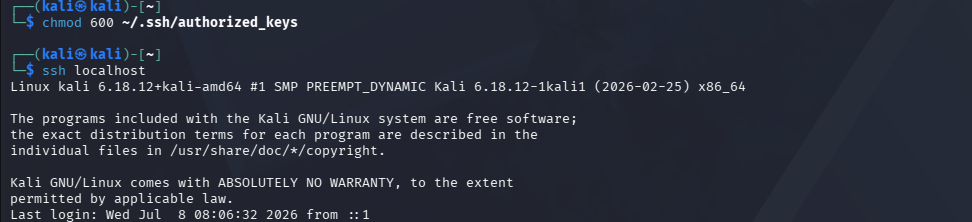 ┌──(kali㉿kali)-[~]
└─$ chmod 600 ~/.ssh/authorized_keys
┌──(kali㉿kali)-[~]
└─$ ssh localhost
Linux kali 6.18.12+kali-amd64 #1 SMP PREEMPT_DYNAMIC Kali 6.18.12-1kali1 (2026-02-25) x86_64
The programs included with the Kali GNU/Linux system are free software;
the exact distribution terms for each program are described in the
individual files in /usr/share/doc/*/copyright.
Kali GNU/Linux comes with ABSOLUTELY NO WARRANTY, to the extent
permitted by applicable law.
Last login: Wed Jul  8 08:06:32 2026 from ::1